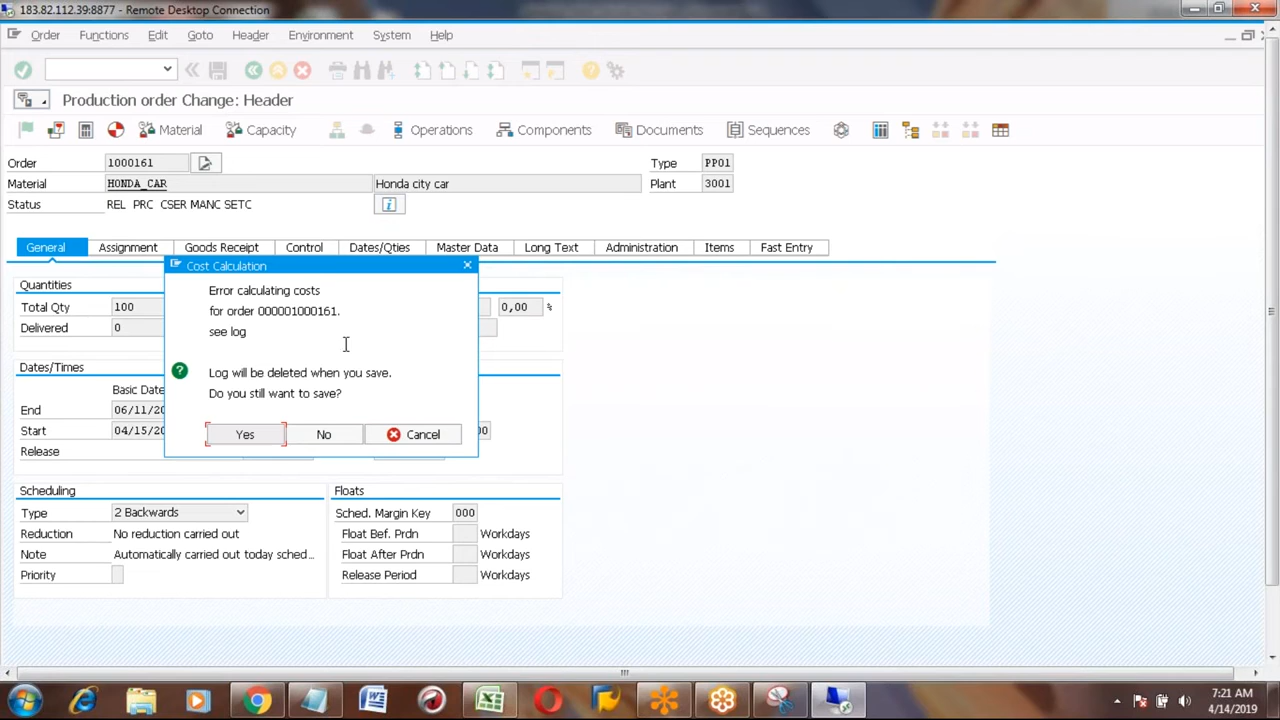 183.82.112.39:8877 - Remote Desktop Connection
Order Functions Edit Goto Header Environment System Help
Production order Change: Header
Material Capacity Operations Components Documents Sequences
Order 1000161 Type PP01
Material HONDA_CAR Honda city car Plant 3001
Status REL PRC CSER MANC SETC
General Assignment Goods Receipt Control Dates/Qties Master Data Long Text Administration Items Fast Entry
Cost Calculation
Error calculating costs
for order 000001000161.
see log
Log will be deleted when you save.
Do you still want to save?
Yes No Cancel
Quantities
Total Qty 100 0,00 %
Delivered 0
Dates/Times
Basic Date
End 06/11/20
Start 04/15/20 00
Release
Scheduling
Type 2 Backwards
Reduction No reduction carried out
Note Automatically carried out today sched...
Priority
Floats
Sched. Margin Key 000
Float Bef. Prdn Workdays
Float After Prdn Workdays
Release Period Workdays
7:21 AM
4/14/2019